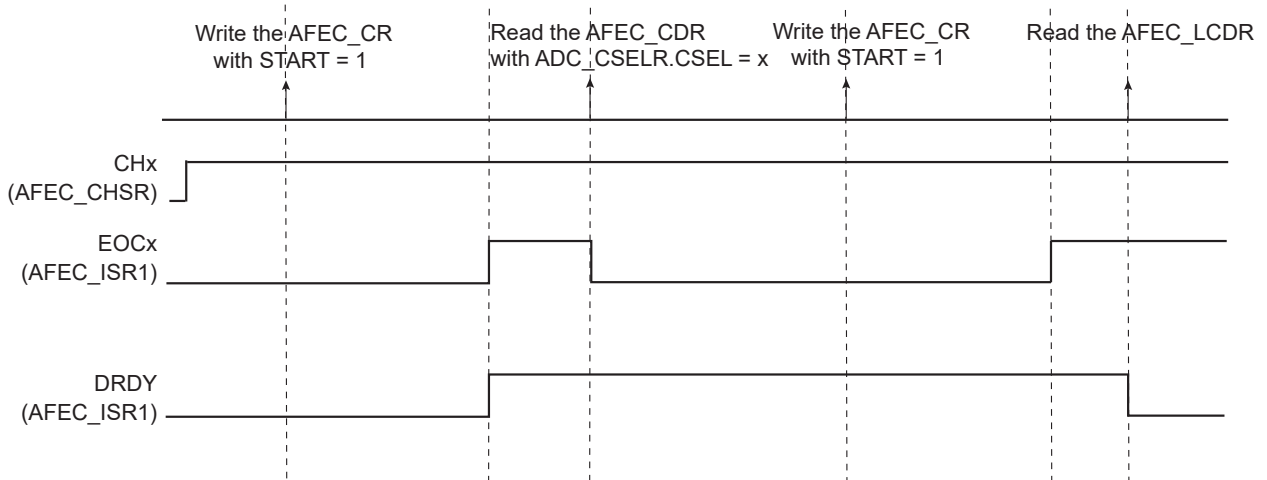 Write the AFEC_CR
with START = 1
Read the AFEC_CDR
with ADC_CSELR.CSEL = x
Write the AFEC_CR
with START = 1
Read the AFEC_LCDR
CHx
(AFEC_CHSR)
EOCx
(AFEC_ISR1)
DRDY
(AFEC_ISR1)